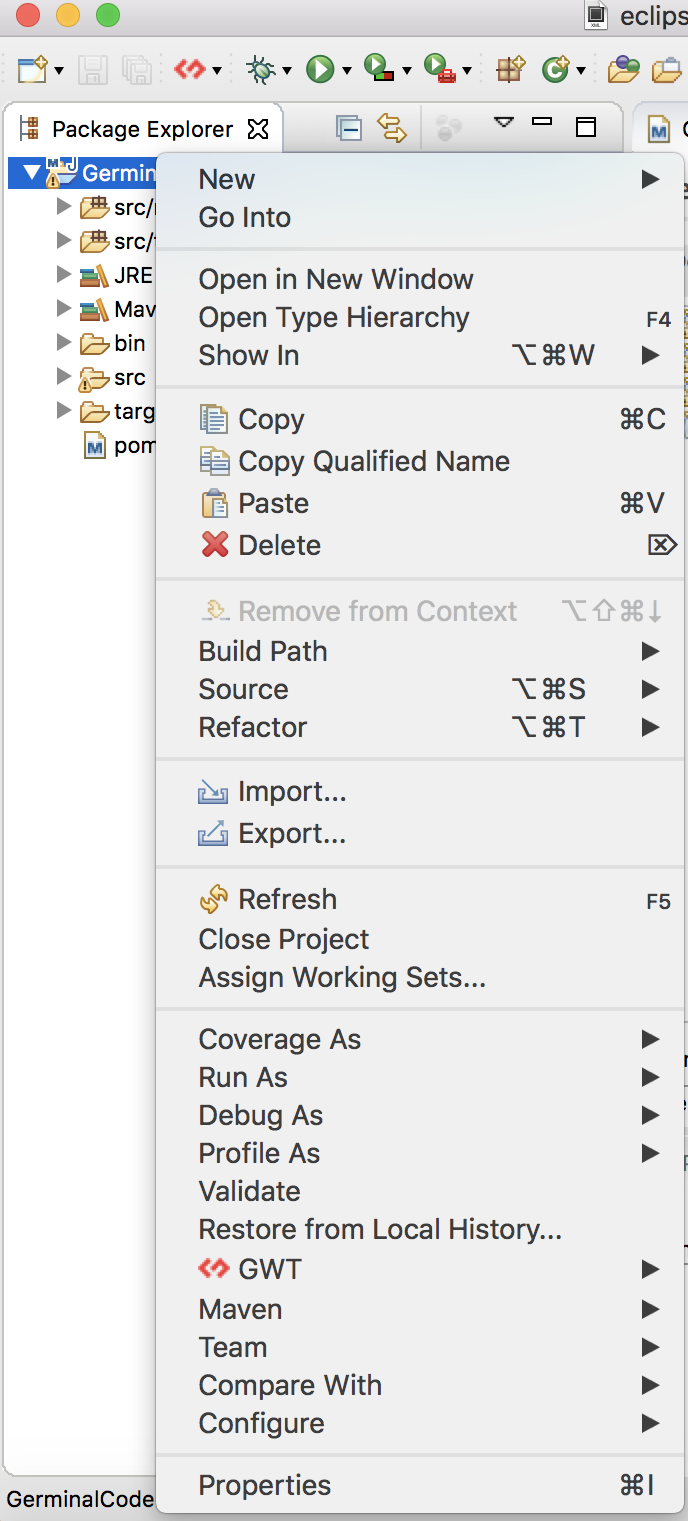 eclips
Package Explorer
Germin
New
src/
Go Into
src/
JRE
Open in New Window
Mav
Open Type Hierarchy F4
bin
Show In ⌥⌘W
src
targ
Copy ⌘C
pom
Copy Qualified Name
Paste ⌘V
Delete ⌦
Remove from Context ⌥⇧⌘↓
Build Path
Source ⌥⌘S
Refactor ⌥⌘T
Import...
Export...
Refresh F5
Close Project
Assign Working Sets...
Coverage As
Run As
Debug As
Profile As
Validate
Restore from Local History...
GWT
Maven
Team
Compare With
Configure
Properties ⌘I
GerminalCode